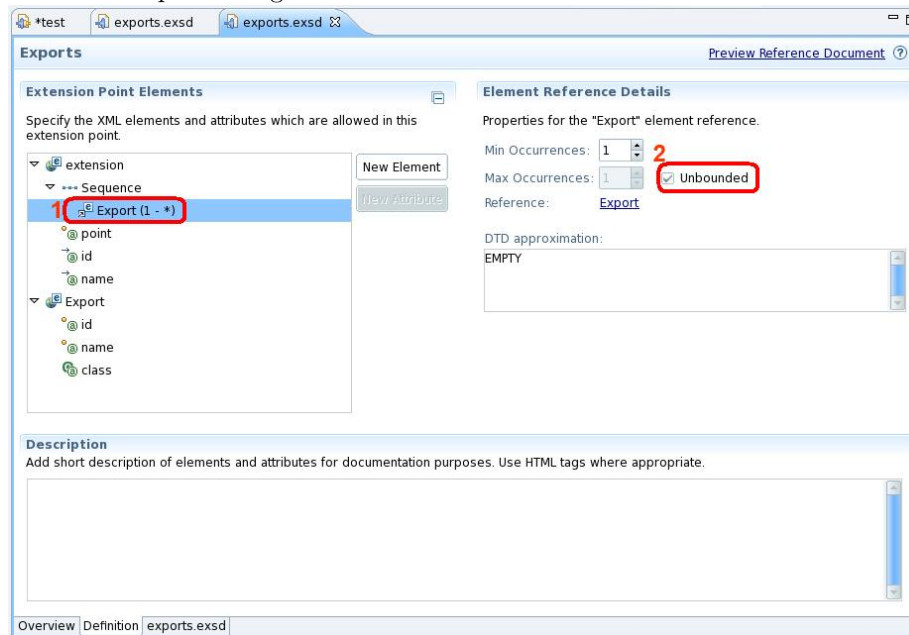 *test exports.exsd exports.exsd
Exports Preview Reference Document ?
Extension Point Elements
Specify the XML elements and attributes which are allowed in this
extension point.
extension
Sequence
1 Export (1 - *)
point
id
name
Export
id
name
class
New Element
New Attribute
Element Reference Details
Properties for the "Export" element reference.
Min Occurrences: 1 2
Max Occurrences: 1 Unbounded
Reference: Export
DTD approximation:
EMPTY
Description
Add short description of elements and attributes for documentation purposes. Use HTML tags where appropriate.
Overview Definition exports.exsd